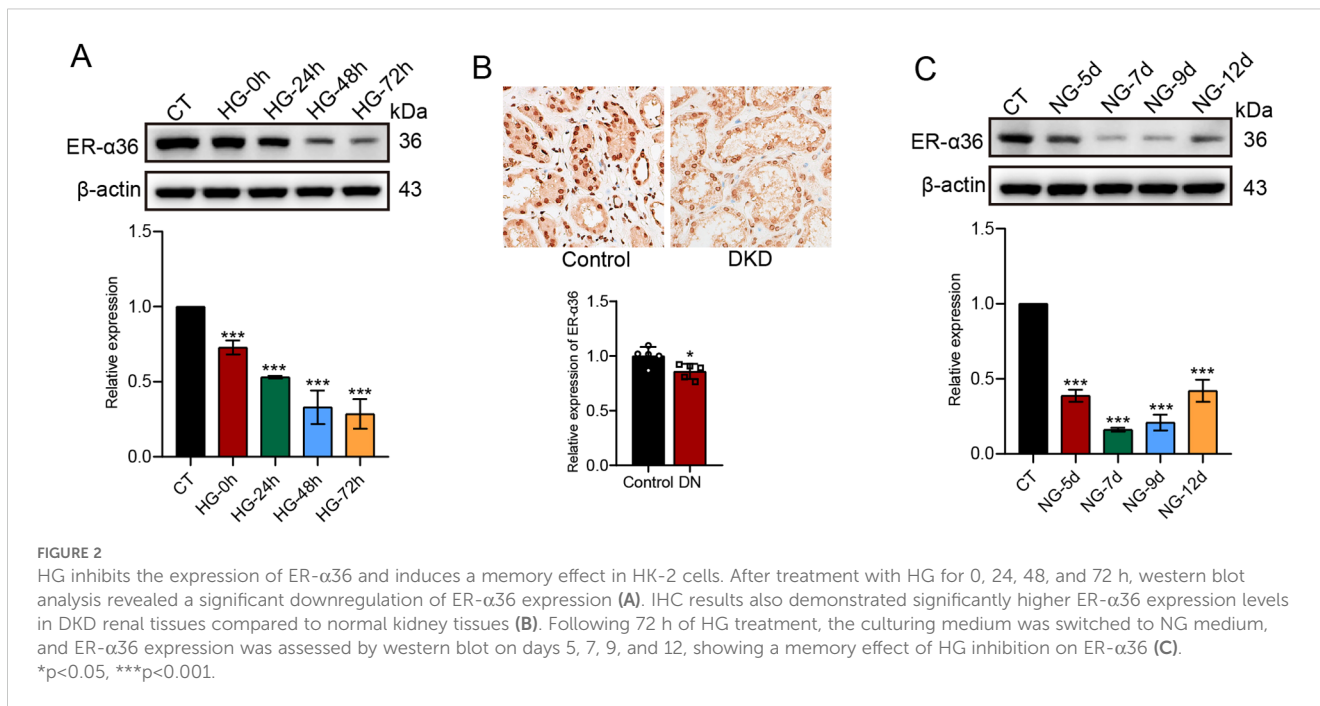 A
CT
HG-0h
HG-24h
HG-48h
HG-72h
kDa
ER-α36
36
β-actin
43
Relative expression
1.5
1.0
0.5
0.0
***
***
***
***
CT
HG-0h
HG-24h
HG-48h
HG-72h
B
Control
DKD
Relative expression of ER-α36
1.5
1.0
0.5
0.0
*
Control DN
C
CT
NG-5d
NG-7d
NG-9d
NG-12d
kDa
ER-α36
36
β-actin
43
Relative expression
1.5
1.0
0.5
0.0
***
***
***
***
CT
NG-5d
NG-7d
NG-9d
NG-12d
FIGURE 2
HG inhibits the expression of ER-α36 and induces a memory effect in HK-2 cells. After treatment with HG for 0, 24, 48, and 72 h, western blot
analysis revealed a significant downregulation of ER-α36 expression (A). IHC results also demonstrated significantly higher ER-α36 expression levels
in DKD renal tissues compared to normal kidney tissues (B). Following 72 h of HG treatment, the culturing medium was switched to NG medium,
and ER-α36 expression was assessed by western blot on days 5, 7, 9, and 12, showing a memory effect of HG inhibition on ER-α36 (C).
*p<0.05, ***p<0.001.